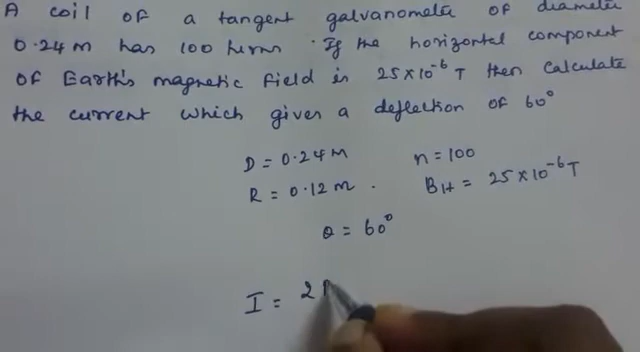 A coil of a tangent galvanometer of diameter
0.24 m has 100 turns. If the horizontal component
of Earth's magnetic field is 25×10⁻⁶ T then calculate
the current which gives a deflection of 60°
D = 0.24 M n = 100
R = 0.12 m. BH = 25×10⁻⁶ T
θ = 60°
I = 2